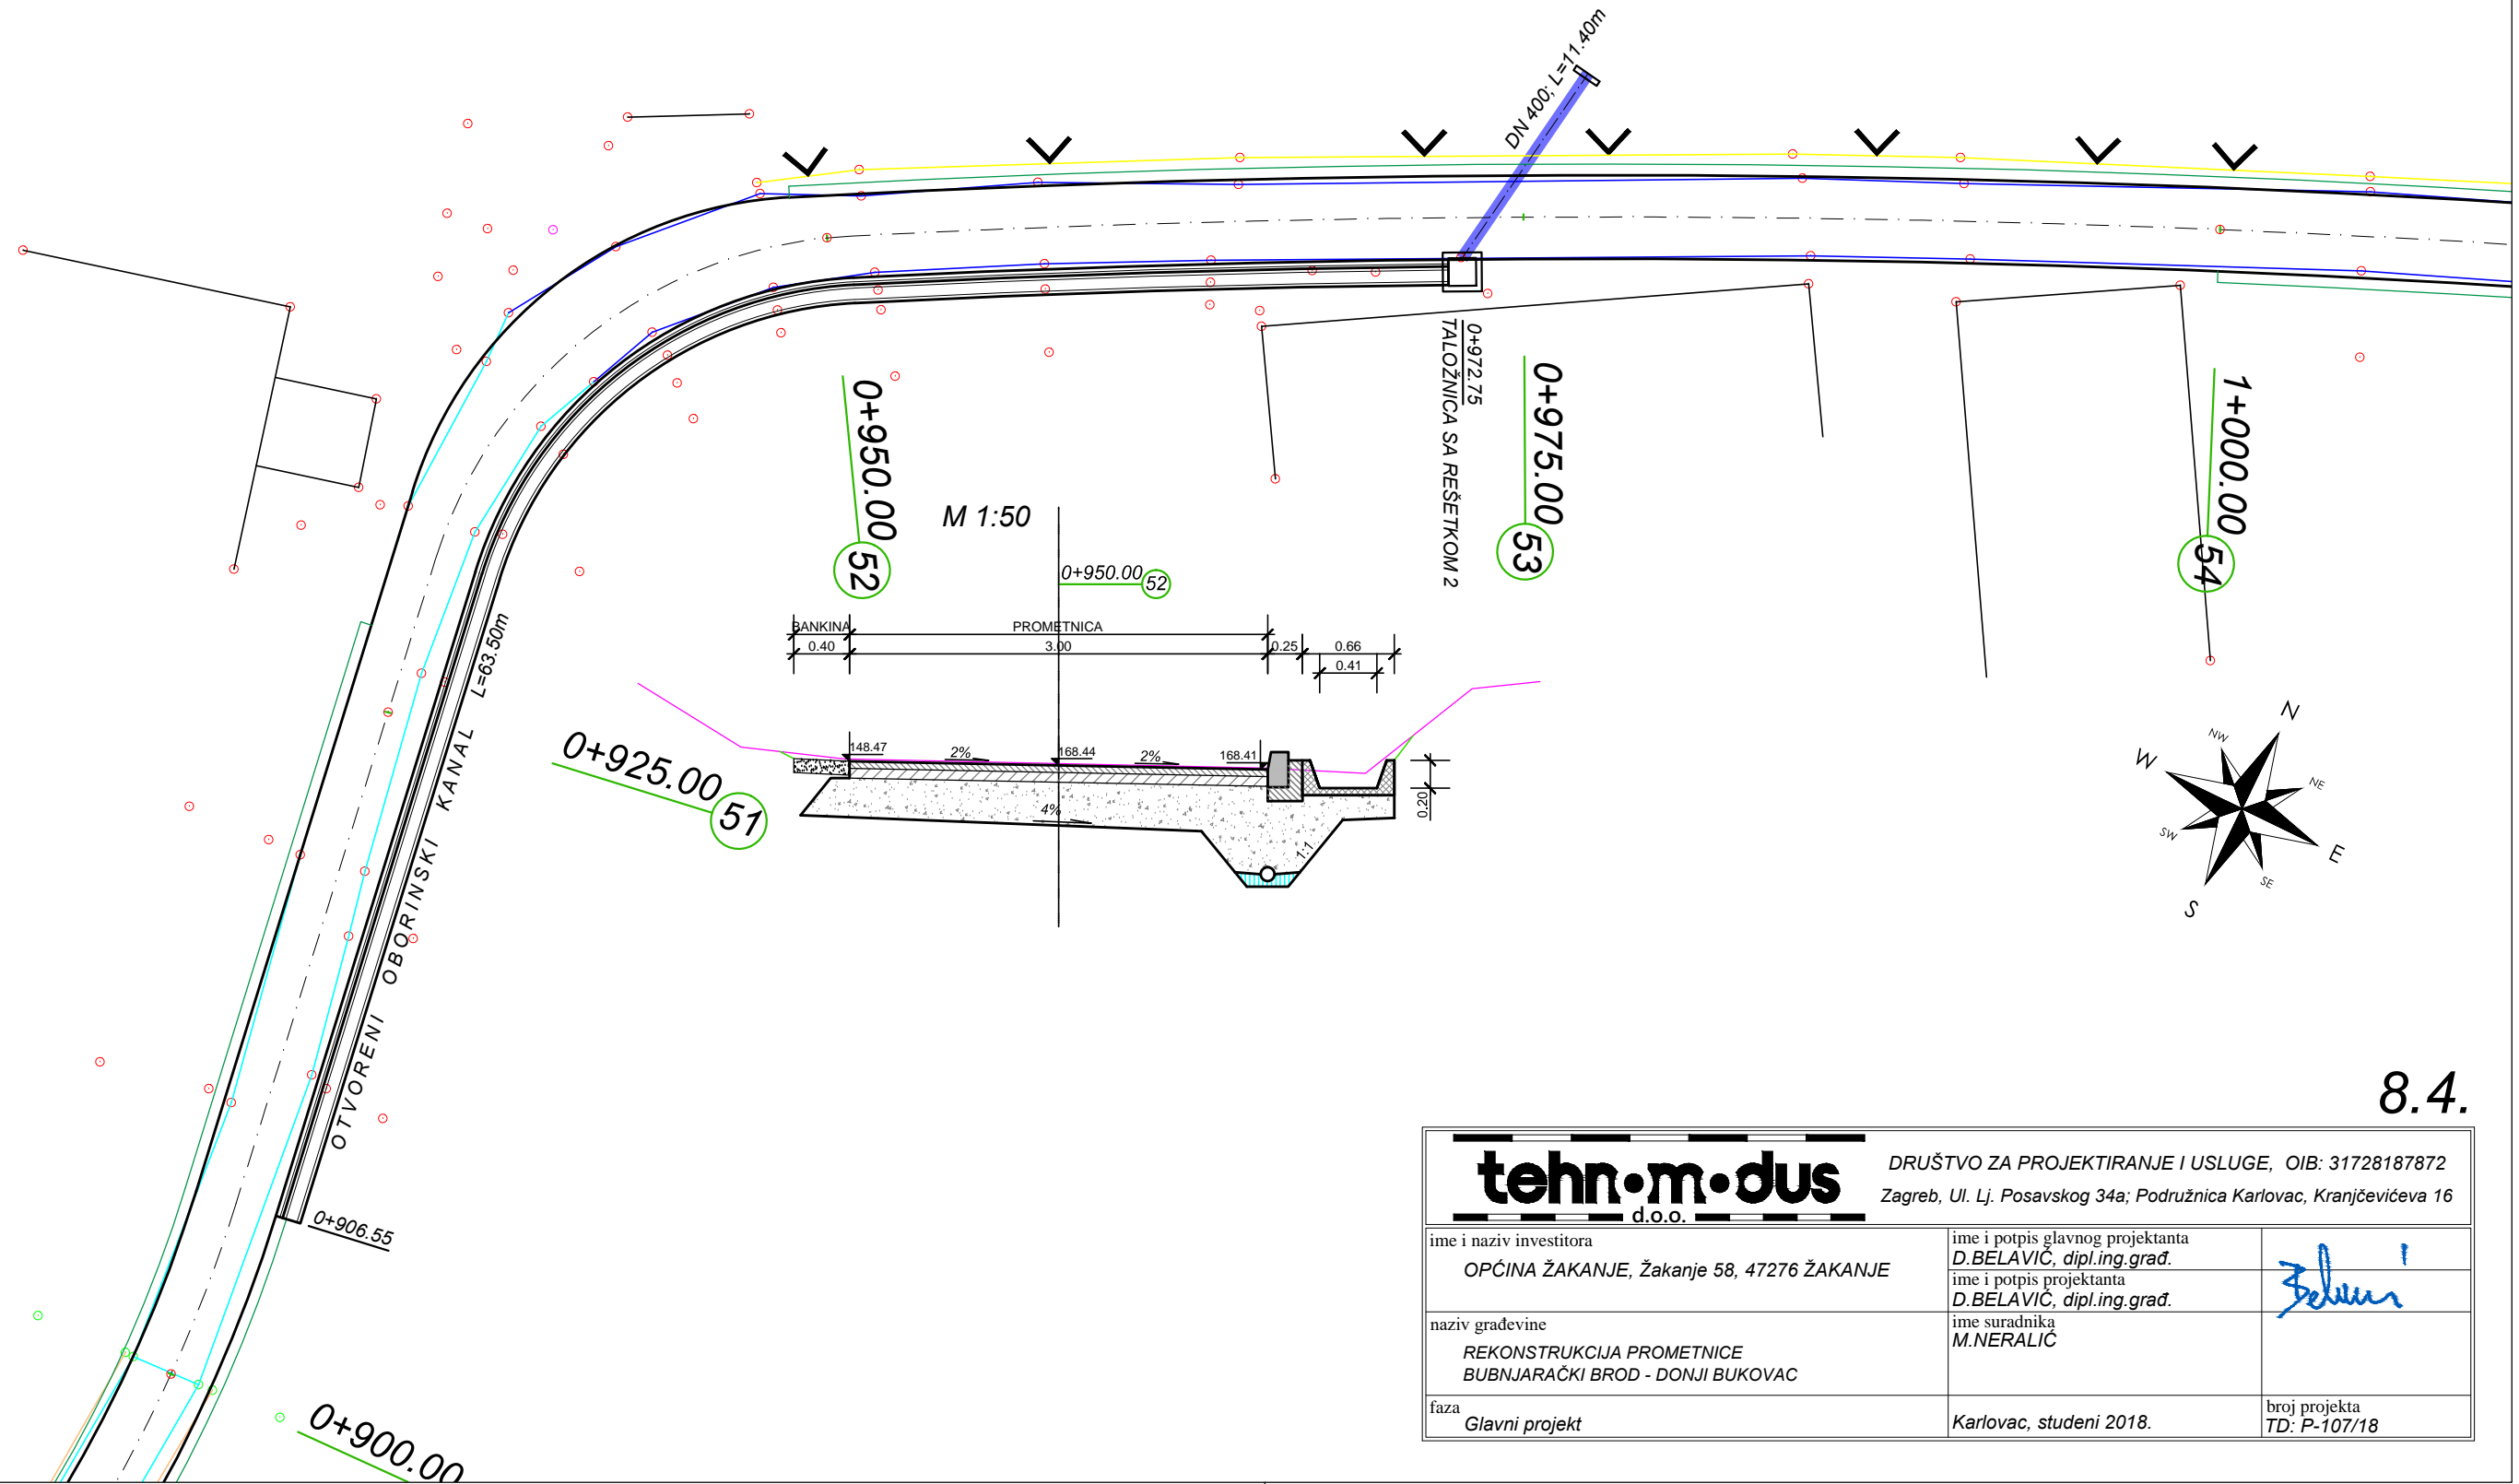 DN 400; L=11.40m
0+972.75
TALOŽNICA SA REŠETKOM 2
0+950.00
52
0+975.00
53
1+000.00
54
M 1:50
0+950.00 52
BANKINA PROMETNICA
0.40 3.00 0.25 0.66
0.41
148.47 2% 168.44 2% 168.41
4%
1:1
0.20
0+925.00
51
OTVORENI OBORINSKI KANAL L=63.50m
0+906.55
0+900.00
N
NW
NE
W
E
SW
SE
S
8.4.
tehn•m•dus
d.o.o.
DRUŠTVO ZA PROJEKTIRANJE I USLUGE, OIB: 31728187872
Zagreb, Ul. Lj. Posavskog 34a; Podružnica Karlovac, Kranjčevićeva 16
ime i naziv investitora
OPĆINA ŽAKANJE, Žakanje 58, 47276 ŽAKANJE
ime i potpis glavnog projektanta
D.BELAVIĆ, dipl.ing.građ.
ime i potpis projektanta
D.BELAVIĆ, dipl.ing.građ.
naziv građevine
REKONSTRUKCIJA PROMETNICE
BUBNJARAČKI BROD - DONJI BUKOVAC
ime suradnika
M.NERALIĆ
faza
Glavni projekt
Karlovac, studeni 2018.
broj projekta
TD: P-107/18